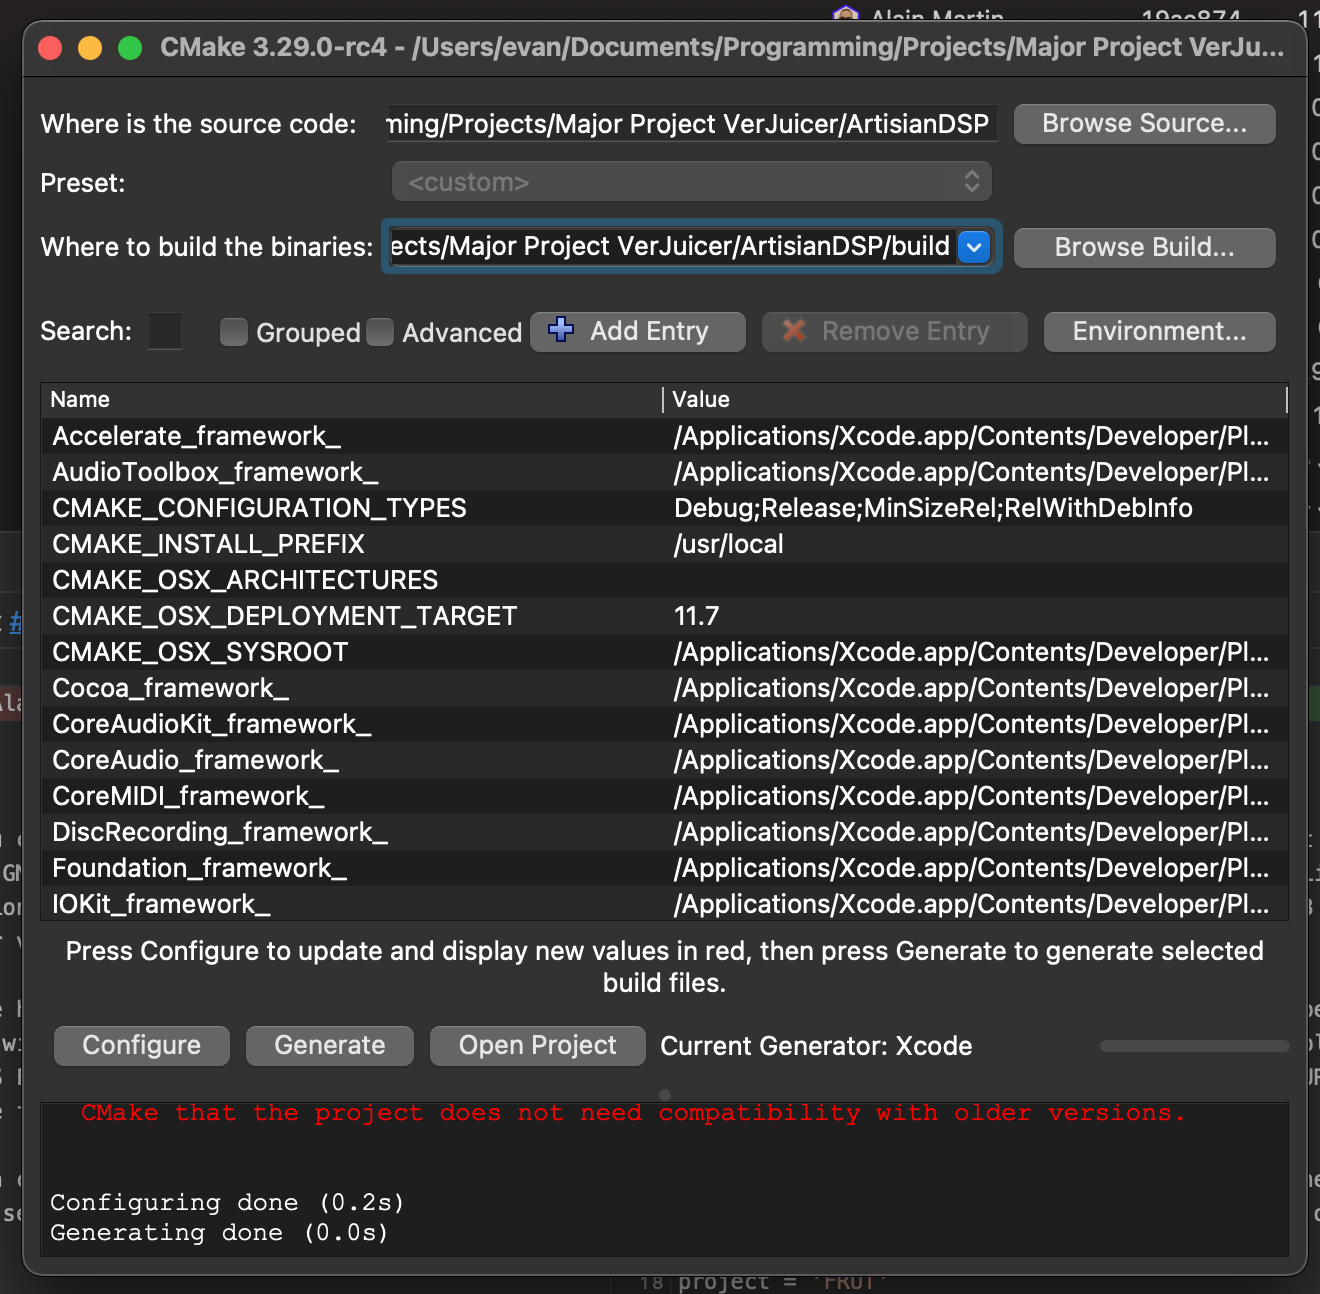 Alain Martin
19ae874
CMake 3.29.0-rc4 - /Users/evan/Documents/Programming/Projects/Major Project VerJu...
Where is the source code:
ming/Projects/Major Project VerJuicer/ArtisianDSP
Browse Source...
Preset:
<custom>
Where to build the binaries:
ects/Major Project VerJuicer/ArtisianDSP/build
Browse Build...
Search:
Grouped
Advanced
Add Entry
Remove Entry
Environment...
Name Value
Accelerate_framework_ /Applications/Xcode.app/Contents/Developer/Pl...
AudioToolbox_framework_ /Applications/Xcode.app/Contents/Developer/Pl...
CMAKE_CONFIGURATION_TYPES Debug;Release;MinSizeRel;RelWithDebInfo
CMAKE_INSTALL_PREFIX /usr/local
CMAKE_OSX_ARCHITECTURES
CMAKE_OSX_DEPLOYMENT_TARGET 11.7
CMAKE_OSX_SYSROOT /Applications/Xcode.app/Contents/Developer/Pl...
Cocoa_framework_ /Applications/Xcode.app/Contents/Developer/Pl...
CoreAudioKit_framework_ /Applications/Xcode.app/Contents/Developer/Pl...
CoreAudio_framework_ /Applications/Xcode.app/Contents/Developer/Pl...
CoreMIDI_framework_ /Applications/Xcode.app/Contents/Developer/Pl...
DiscRecording_framework_ /Applications/Xcode.app/Contents/Developer/Pl...
Foundation_framework_ /Applications/Xcode.app/Contents/Developer/Pl...
IOKit_framework_ /Applications/Xcode.app/Contents/Developer/Pl...
Press Configure to update and display new values in red, then press Generate to generate selected
build files.
Configure
Generate
Open Project
Current Generator: Xcode
CMake that the project does not need compatibility with older versions.
Configuring done (0.2s)
Generating done (0.0s)
18 project = 'FRUT'